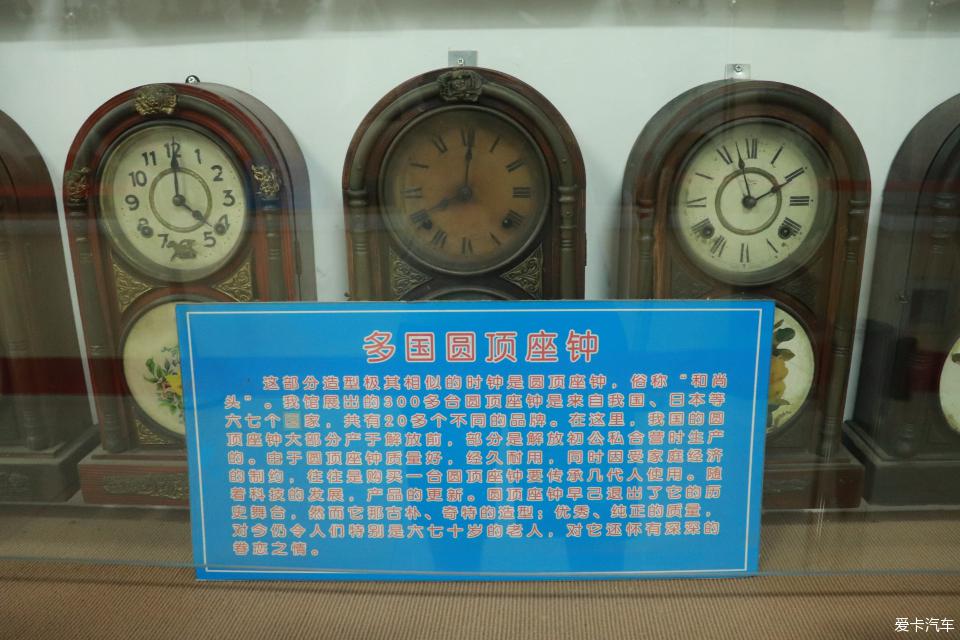 12 1 2 3 4 5 7 8 9 10 11
多国圆顶座钟
这部分造型极其相似的时钟是圆顶座钟，俗称“和尚
头”。我馆展出的300多台圆顶座钟是来自我国、日本等
六七个国家，共有20多个不同的品牌。在这里，我国的圆
顶座钟大部分产于解放前，部分是解放初公私合营时生产
的。由于圆顶座钟质量好，经久耐用，同时因受家庭经济
的制约，往往是购买一台圆顶座钟要传承几代人使用。随
着科技的发展，产品的更新。圆顶座钟早已退出了它的历
史舞台，然而它那古朴、奇特的造型；优秀、纯正的质量，
对今仍令人们特别是六七十岁的老人，对它还怀有深深的
眷恋之情。
爱卡汽车